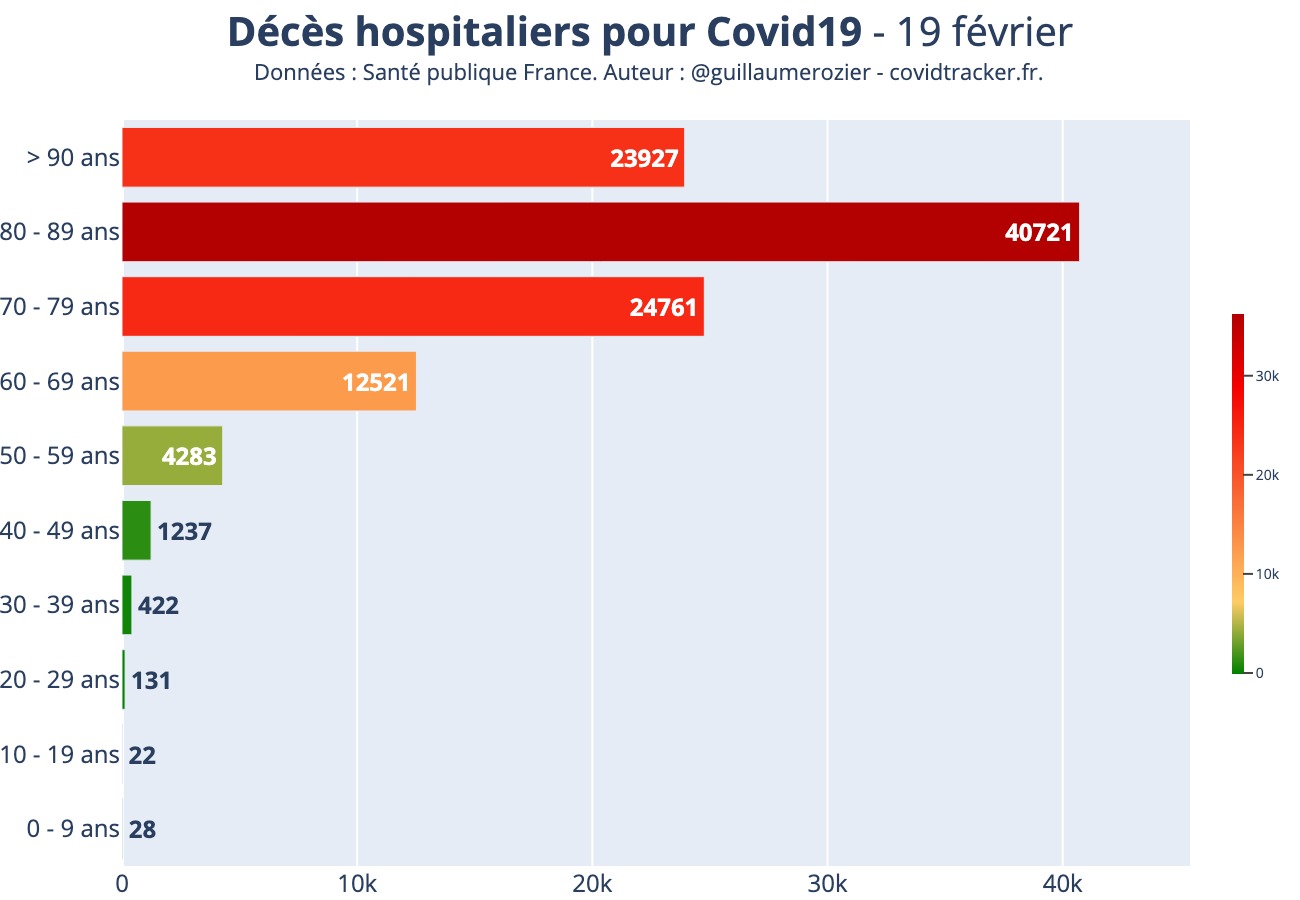 Décès hospitaliers pour Covid19 - 19 février
Données : Santé publique France. Auteur : @guillaumerozier - covidtracker.fr.
> 90 ans 23927
80 - 89 ans 40721
70 - 79 ans 24761
60 - 69 ans 12521
50 - 59 ans 4283
40 - 49 ans 1237
30 - 39 ans 422
20 - 29 ans 131
10 - 19 ans 22
0 - 9 ans 28
0 10k 20k 30k 40k
30k
20k
10k
0